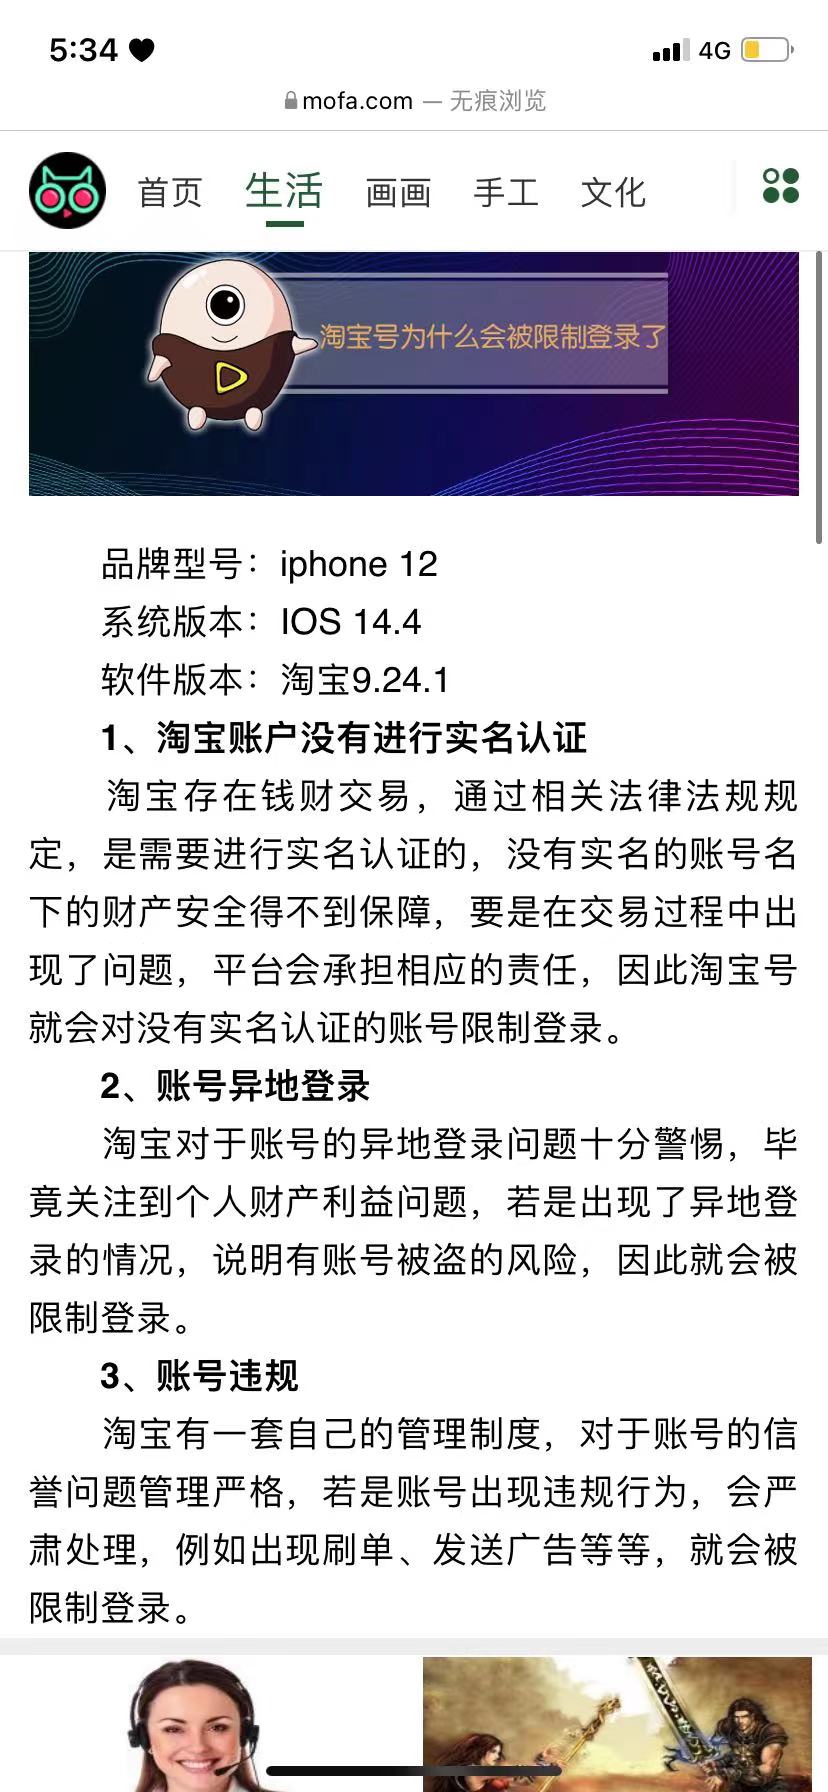 5:34
4G
mofa.com — 无痕浏览
首页 生活 画画 手工 文化
淘宝号为什么会被限制登录了
品牌型号：iphone 12
系统版本：IOS 14.4
软件版本：淘宝9.24.1
1、淘宝账户没有进行实名认证
淘宝存在钱财交易，通过相关法律法规规
定，是需要进行实名认证的，没有实名的账号名
下的财产安全得不到保障，要是在交易过程中出
现了问题，平台会承担相应的责任，因此淘宝号
就会对没有实名认证的账号限制登录。
2、账号异地登录
淘宝对于账号的异地登录问题十分警惕，毕
竟关注到个人财产利益问题，若是出现了异地登
录的情况，说明有账号被盗的风险，因此就会被
限制登录。
3、账号违规
淘宝有一套自己的管理制度，对于账号的信
誉问题管理严格，若是账号出现违规行为，会严
肃处理，例如出现刷单、发送广告等等，就会被
限制登录。